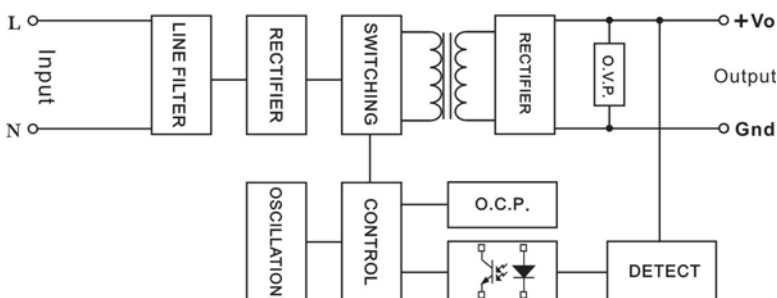 L
+Vo
LINE FILTER
RECTIFIER
SWITCHING
RECTIFIER
O.V.P.
Input
Output
N
Gnd
OSCILLATION
CONTROL
O.C.P.
DETECT